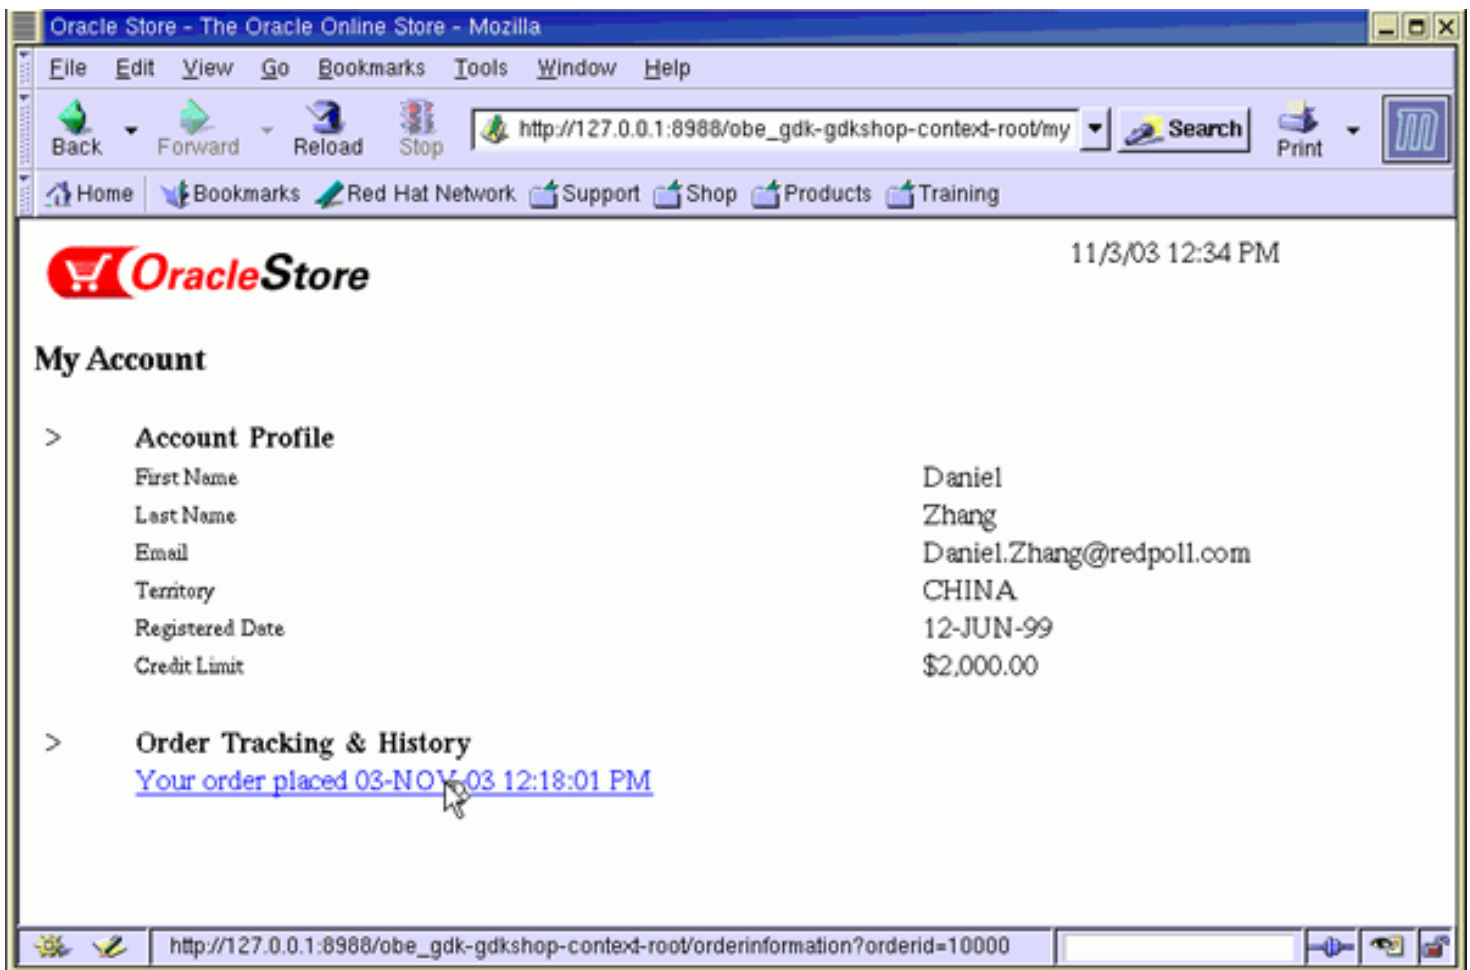 Oracle Store - The Oracle Online Store - Mozilla
File Edit View Go Bookmarks Tools Window Help
Back Forward Reload Stop http://127.0.0.1:8988/obe_gdk-gdkshop-context-root/my Search Print
Home Bookmarks Red Hat Network Support Shop Products Training
OracleStore 11/3/03 12:34 PM
My Account
> Account Profile
First Name Daniel
Last Name Zhang
Email Daniel.Zhang@redpoll.com
Territory CHINA
Registered Date 12-JUN-99
Credit Limit $2,000.00
> Order Tracking & History
Your order placed 03-NOV-03 12:18:01 PM
http://127.0.0.1:8988/obe_gdk-gdkshop-context-root/orderinformation?orderid=10000